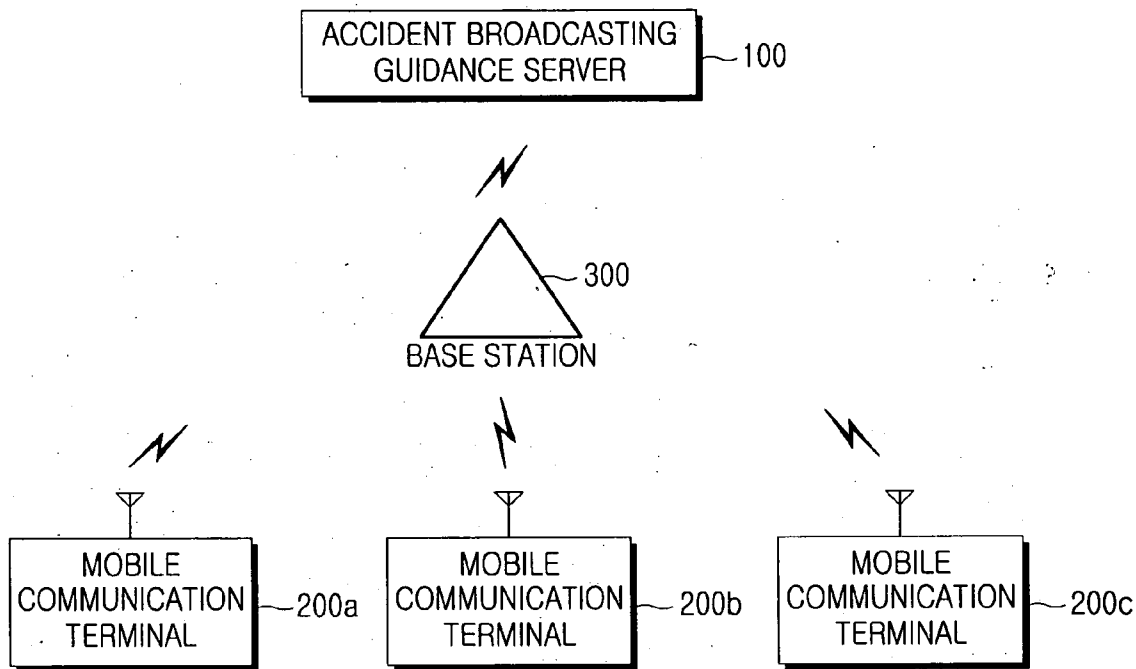 ACCIDENT BROADCASTING
GUIDANCE SERVER
100
300
BASE STATION
MOBILE
COMMUNICATION
TERMINAL
200a
MOBILE
COMMUNICATION
TERMINAL
200b
MOBILE
COMMUNICATION
TERMINAL
200c